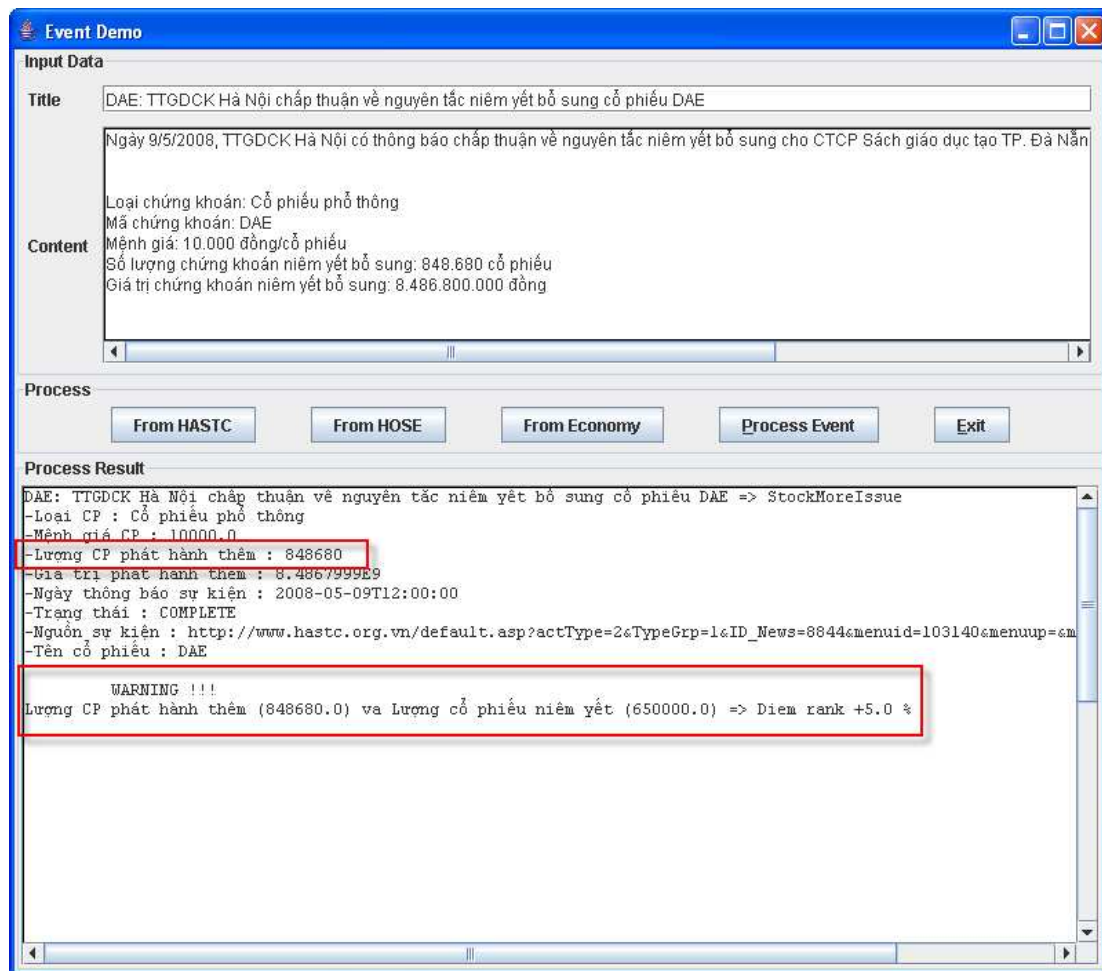 Event Demo
Input Data
Title
DAE: TTGDCK Hà Nội chấp thuận về nguyên tắc niêm yết bổ sung cổ phiếu DAE
Content
Ngày 9/5/2008, TTGDCK Hà Nội có thông báo chấp thuận về nguyên tắc niêm yết bổ sung cho CTCP Sách giáo dục tạo TP. Đà Nẵn
Loại chứng khoán: Cổ phiếu phổ thông
Mã chứng khoán: DAE
Mệnh giá: 10.000 đồng/cổ phiếu
Số lượng chứng khoán niêm yết bổ sung: 848.680 cổ phiếu
Giá trị chứng khoán niêm yết bổ sung: 8.486.800.000 đồng
Process
From HASTC
From HOSE
From Economy
Process Event
Exit
Process Result
DAE: TTGDCK Hà Nội chấp thuận về nguyên tắc niêm yết bổ sung cổ phiếu DAE => StockMoreIssue
-Loại CP : Cổ phiếu phổ thông
-Mệnh giá CP : 10000.0
-Lượng CP phát hành thêm : 848680
-Giá trị phát hành thêm : 8.4867999E9
-Ngày thông báo sự kiện : 2008-05-09T12:00:00
-Trạng thái : COMPLETE
-Nguồn sự kiện : http://www.hastc.org.vn/default.asp?actType=2&TypeGrp=1&ID_News=8844&menuid=103140&menuup=&m
-Tên cổ phiếu : DAE
WARNING !!!
Lượng CP phát hành thêm (848680.0) va Lượng cổ phiếu niêm yết (650000.0) => Diem rank +5.0 %